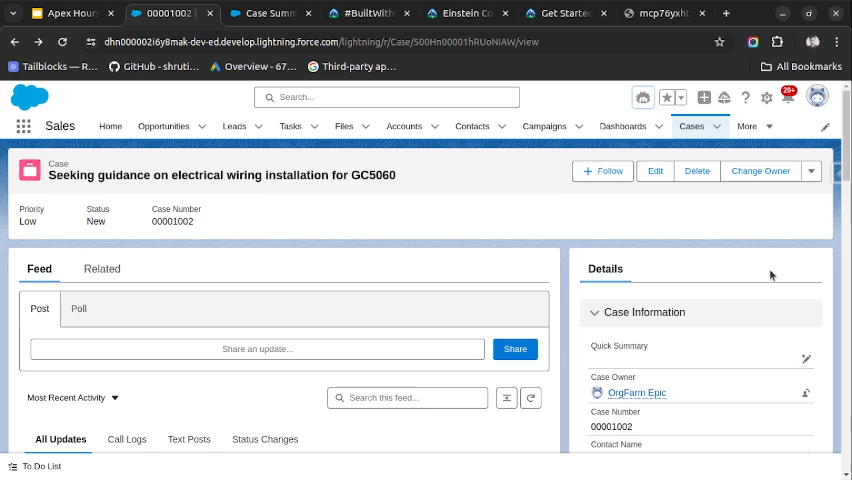 Apex Hours
00001002 |
Case Summ
#BuiltWith
Einstein Co
Get Started
mcp76yxht
dhn000002i6y8mak-dev-ed.develop.lightning.force.com/lightning/r/Case/500Hn00001hRUoNIAW/view
Tailblocks — R...
GitHub - shruti...
Overview - 67...
Third-party ap...
All Bookmarks
Search...
20+
Sales
Home
Opportunities
Leads
Tasks
Files
Accounts
Contacts
Campaigns
Dashboards
Cases
More
Case
Seeking guidance on electrical wiring installation for GC5060
Follow
Edit
Delete
Change Owner
Priority
Status
Case Number
Low
New
00001002
Feed
Related
Details
Post
Poll
Case Information
Share an update...
Share
Quick Summary
Case Owner
OrgFarm Epic
Most Recent Activity
Search this feed...
Case Number
00001002
All Updates
Call Logs
Text Posts
Status Changes
Contact Name
To Do List